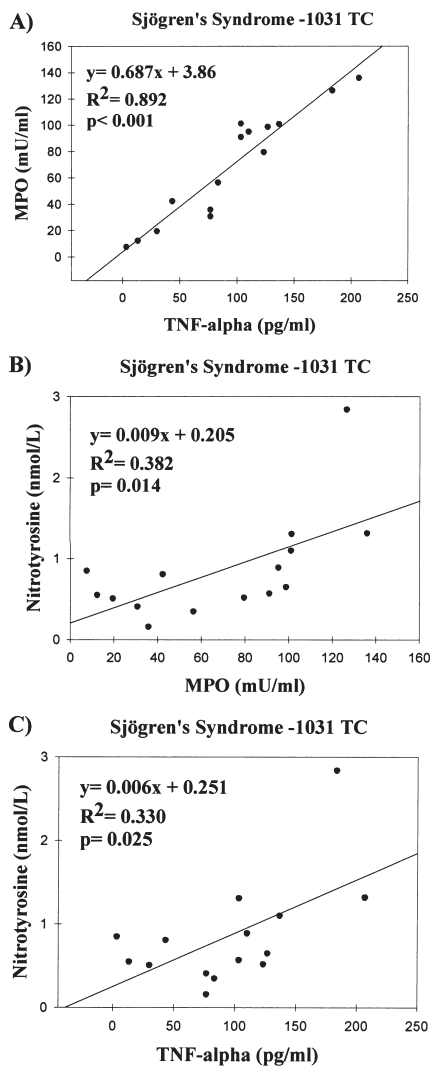 A)
Sjögren's Syndrome -1031 TC
160
140
120
100
80
60
40
20
0
MPO (mU/ml)
y= 0.687x + 3.86
R²= 0.892
p< 0.001
0 50 100 150 200 250
TNF-alpha (pg/ml)
B)
Sjögren's Syndrome -1031 TC
3
2
1
0
Nitrotyrosine (nmol/L)
y= 0.009x + 0.205
R²= 0.382
p= 0.014
0 20 40 60 80 100 120 140 160
MPO (mU/ml)
C)
Sjögren's Syndrome -1031 TC
3
2
1
0
Nitrotyrosine (nmol/L)
y= 0.006x + 0.251
R²= 0.330
p= 0.025
0 50 100 150 200 250
TNF-alpha (pg/ml)